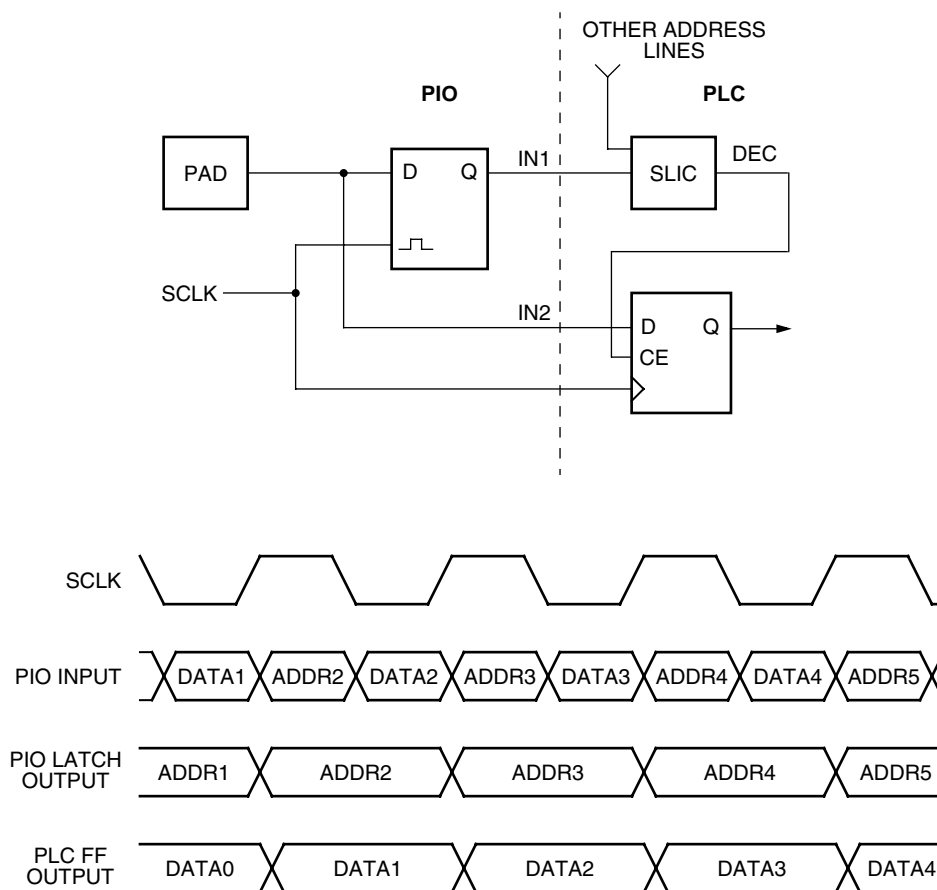 OTHER ADDRESS
LINES
PIO
PLC
PAD
D
Q
IN1
SLIC
DEC
SCLK
IN2
D
Q
CE
SCLK
PIO INPUT
DATA1
ADDR2
DATA2
ADDR3
DATA3
ADDR4
DATA4
ADDR5
PIO LATCH
OUTPUT
ADDR1
ADDR2
ADDR3
ADDR4
ADDR5
PLC FF
OUTPUT
DATA0
DATA1
DATA2
DATA3
DATA4